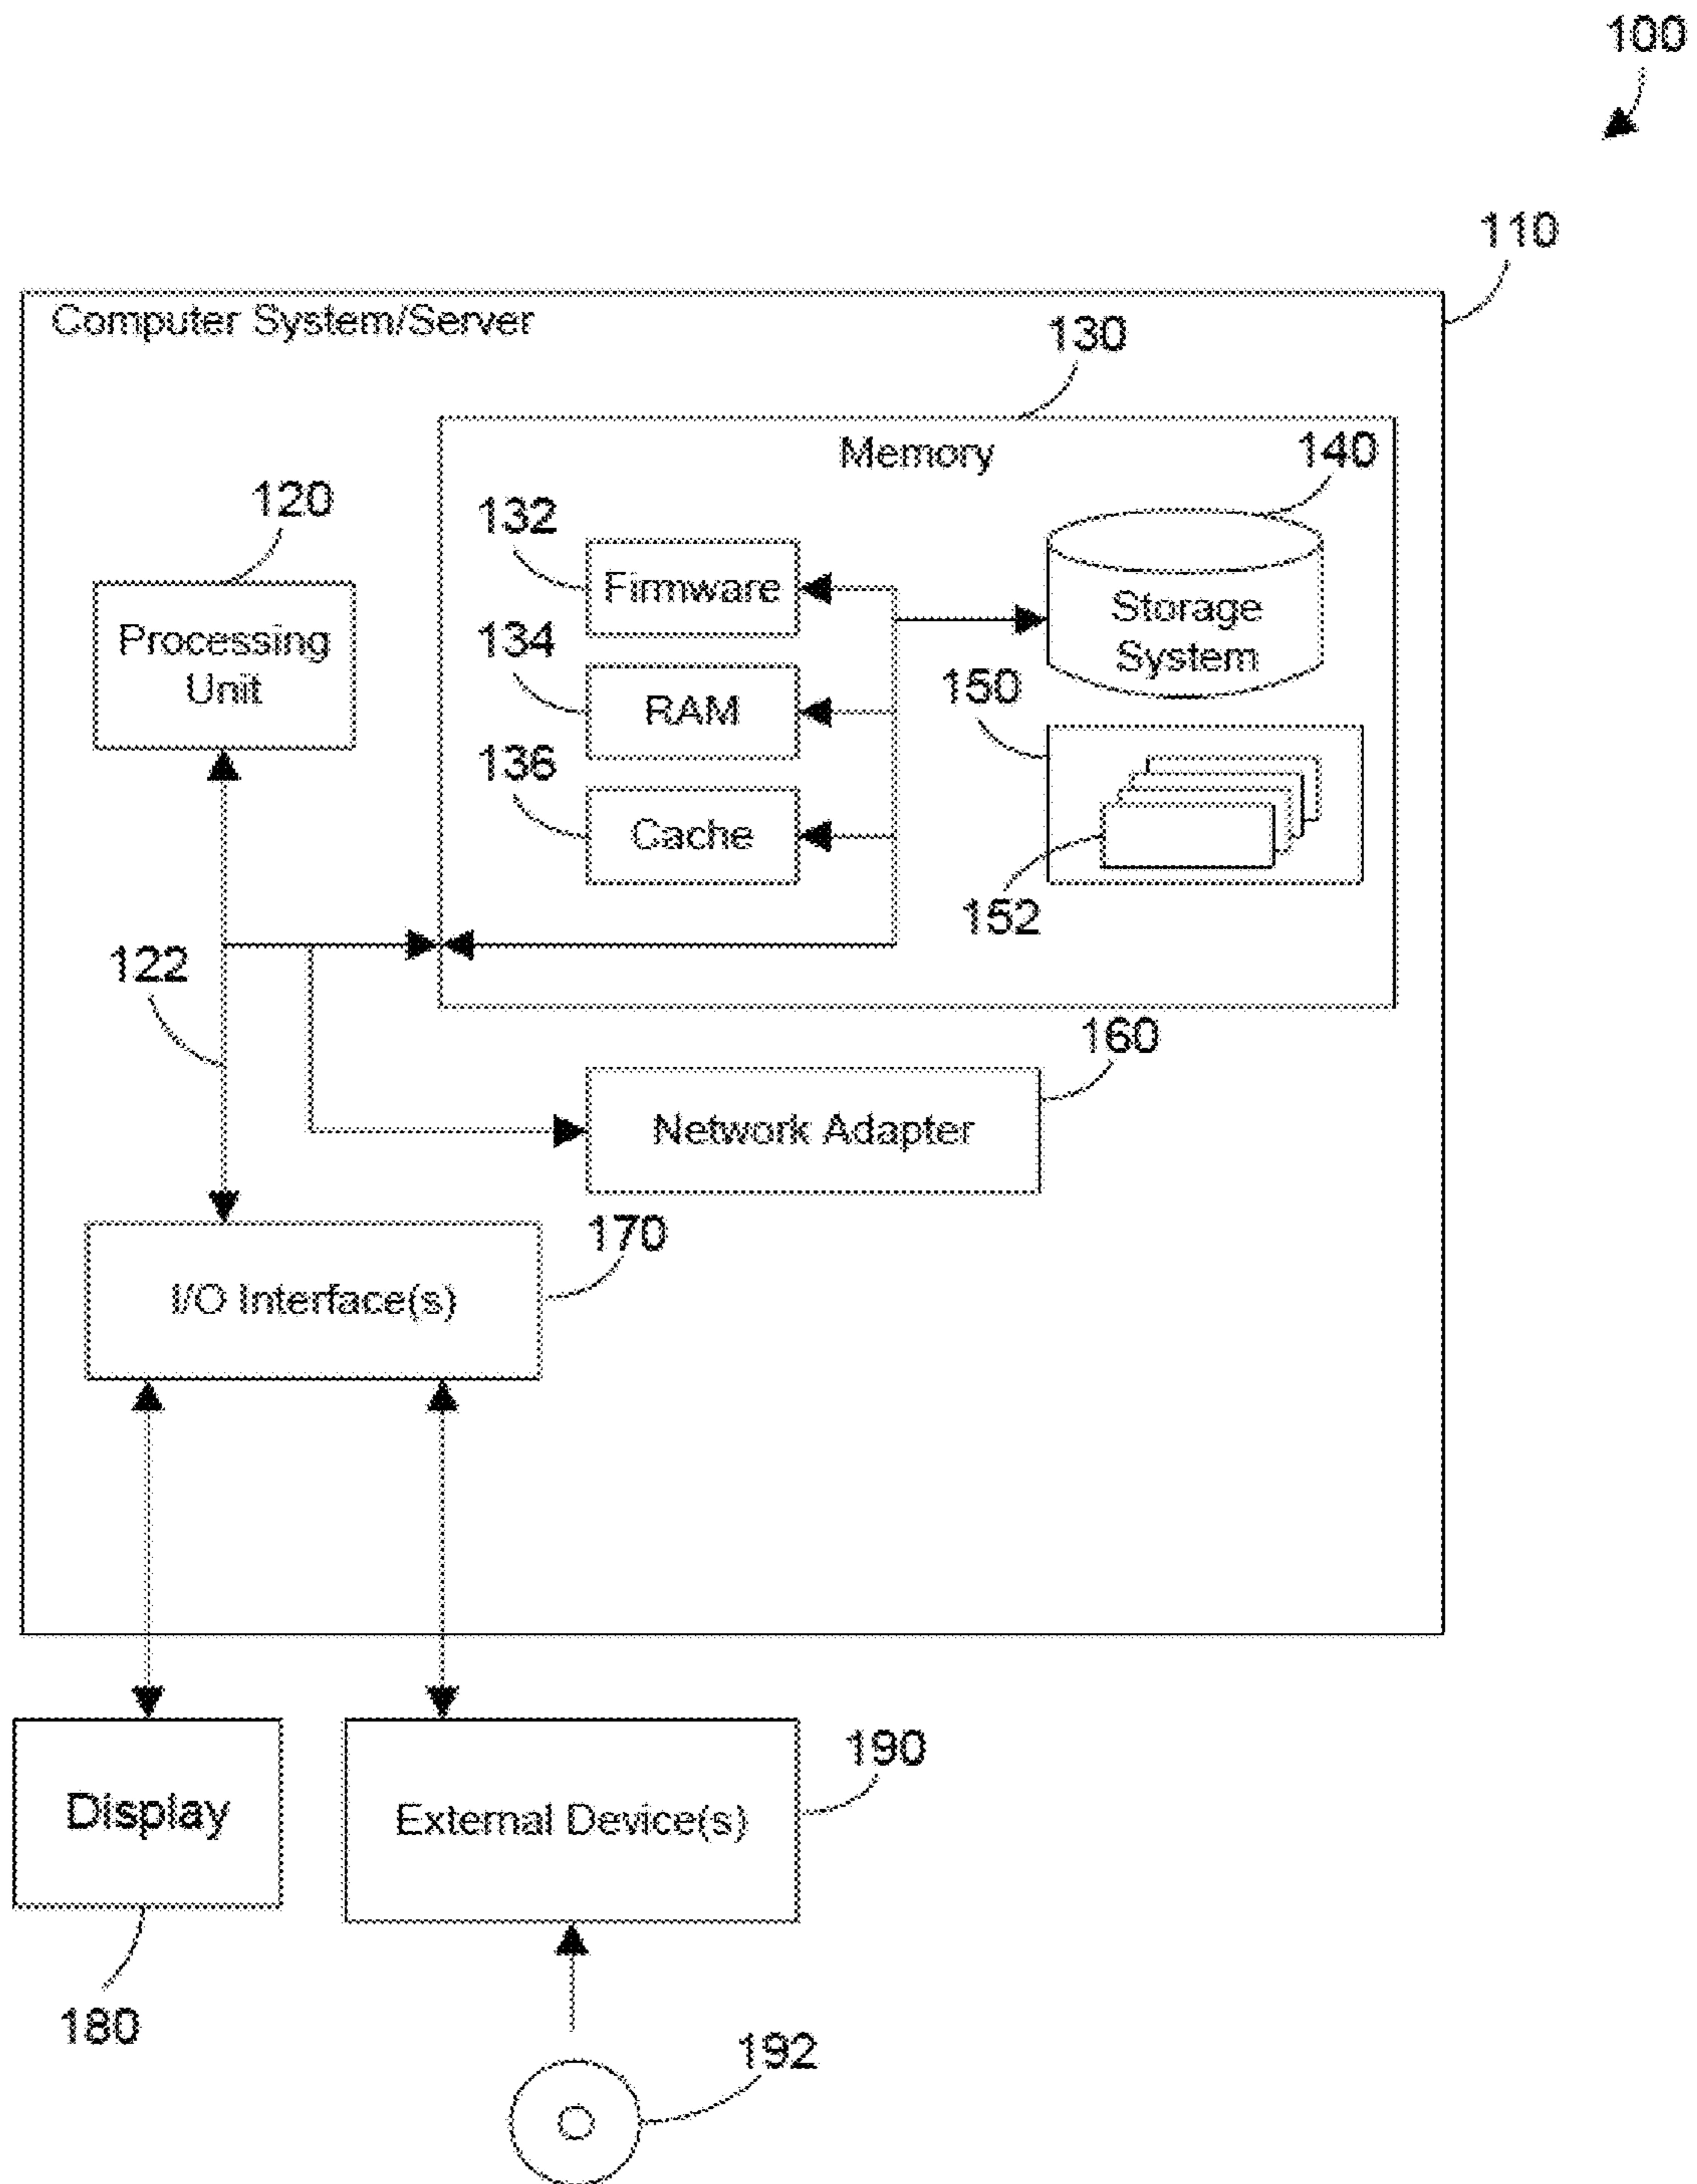 100
110
Computer System/Server
130
Memory
140
120
132
Firmware
Storage
System
Processing
Unit
134
RAM
150
136
Cache
152
122
160
Network Adapter
170
I/O Interface(s)
190
Display
External Device(s)
180
192